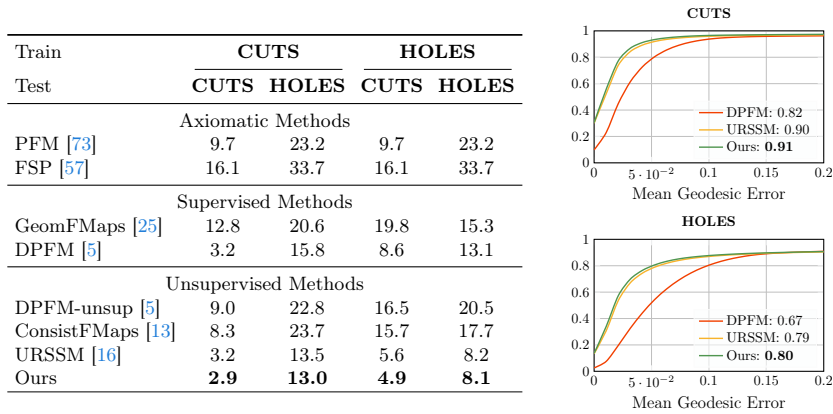 Train CUTS HOLES
Test CUTS HOLES CUTS HOLES
Axiomatic Methods
PFM [73] 9.7 23.2 9.7 23.2
FSP [57] 16.1 33.7 16.1 33.7
Supervised Methods
GeomFMaps [25] 12.8 20.6 19.8 15.3
DPFM [5] 3.2 15.8 8.6 13.1
Unsupervised Methods
DPFM-unsup [5] 9.0 22.8 16.5 20.5
ConsistFMaps [13] 8.3 23.7 15.7 17.7
URSSM [16] 3.2 13.5 5.6 8.2
Ours 2.9 13.0 4.9 8.1
CUTS
1
0.8
0.6
0.4
0.2
0
DPFM: 0.82
URSSM: 0.90
Ours: 0.91
0 5 · 10⁻² 0.1 0.15 0.2
Mean Geodesic Error
HOLES
1
0.8
0.6
0.4
0.2
0
DPFM: 0.67
URSSM: 0.79
Ours: 0.80
0 5 · 10⁻² 0.1 0.15 0.2
Mean Geodesic Error